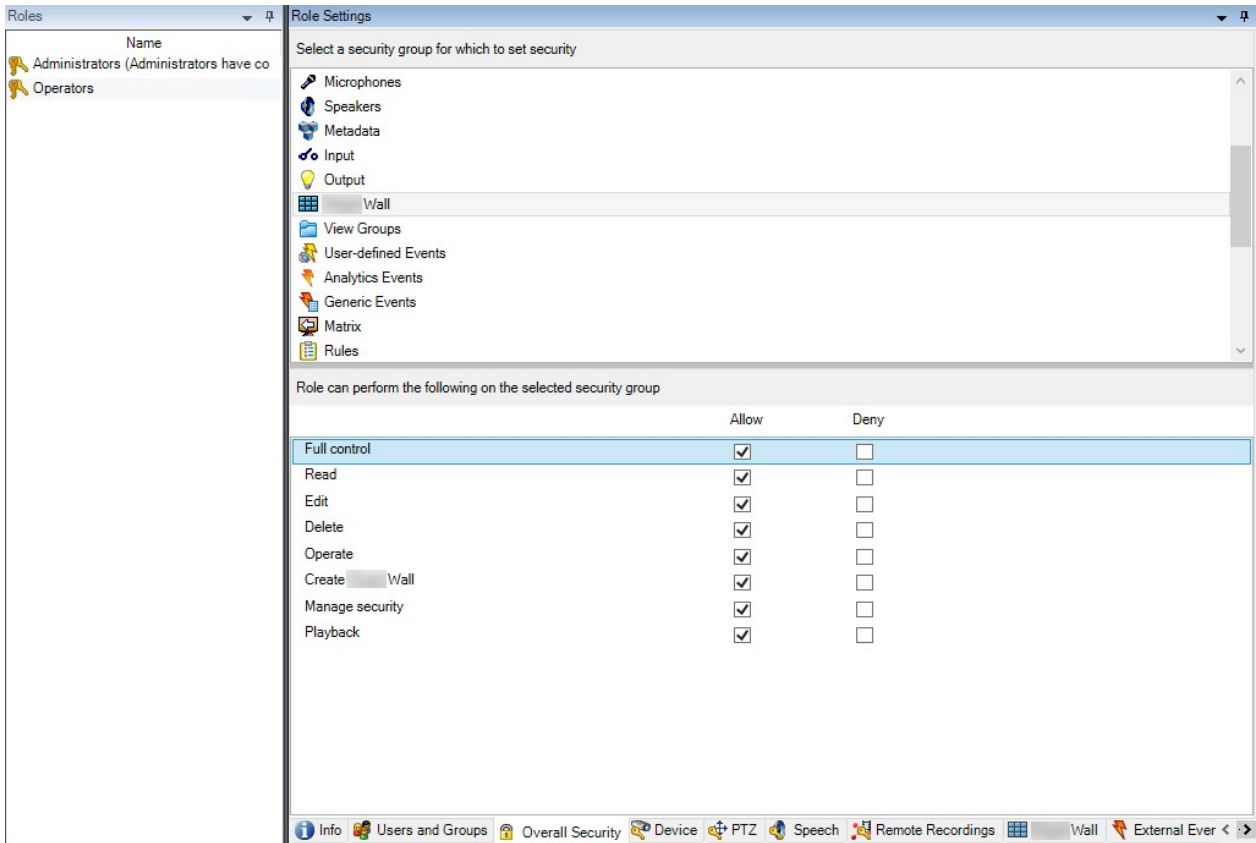 Roles
Role Settings
Name
Administrators (Administrators have co
Operators
Select a security group for which to set security
Microphones
Speakers
Metadata
Input
Output
Wall
View Groups
User-defined Events
Analytics Events
Generic Events
Matrix
Rules
Role can perform the following on the selected security group
Allow Deny
Full control
Read
Edit
Delete
Operate
Create Wall
Manage security
Playback
Info Users and Groups Overall Security Device PTZ Speech Remote Recordings Wall External Ever